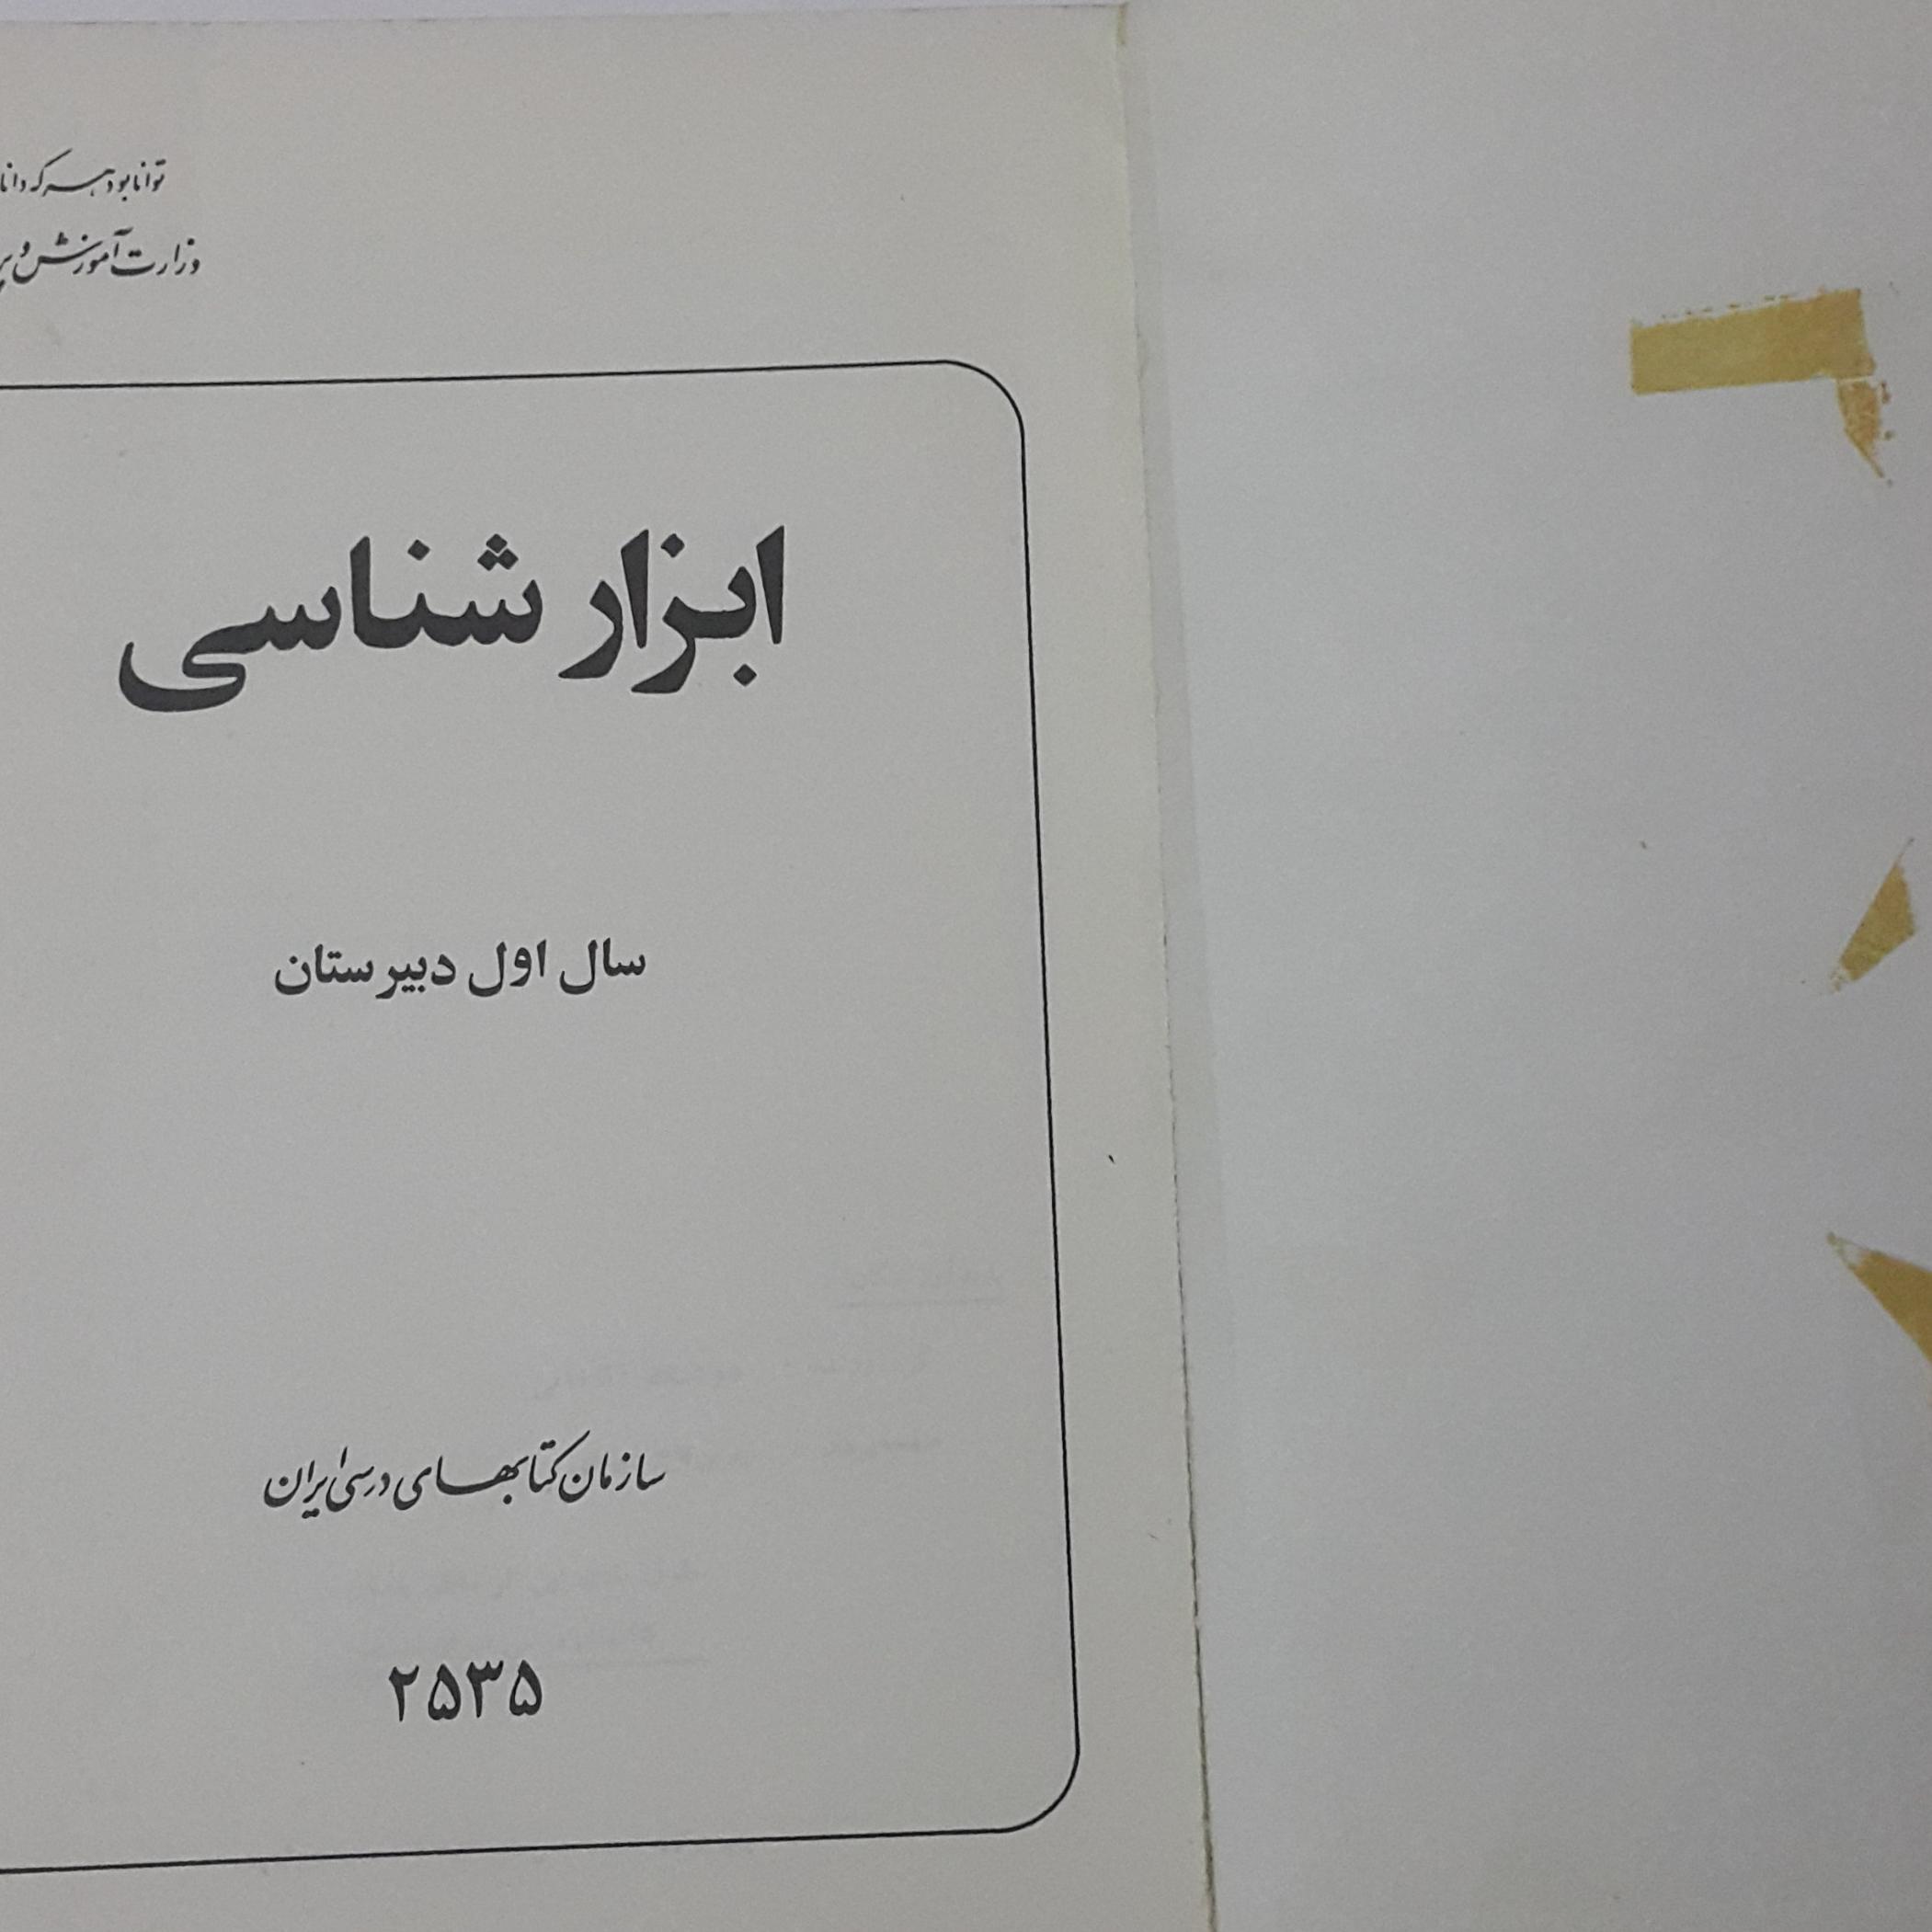 توانا بود هر که دانا
وزارت آموزش و
ابزار شناسی
سال اول دبیرستان
سازمان کتابهای درسی ایران
۲۵۳۵